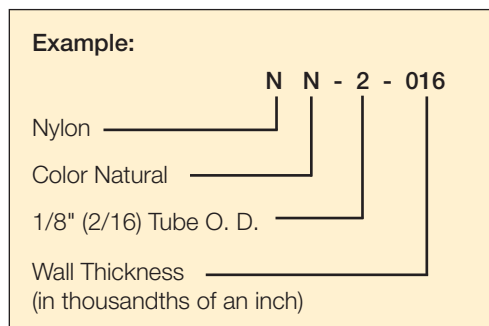 Example:
N N - 2 - 016
Nylon
Color Natural
1/8" (2/16) Tube O. D.
Wall Thickness
(in thousandths of an inch)